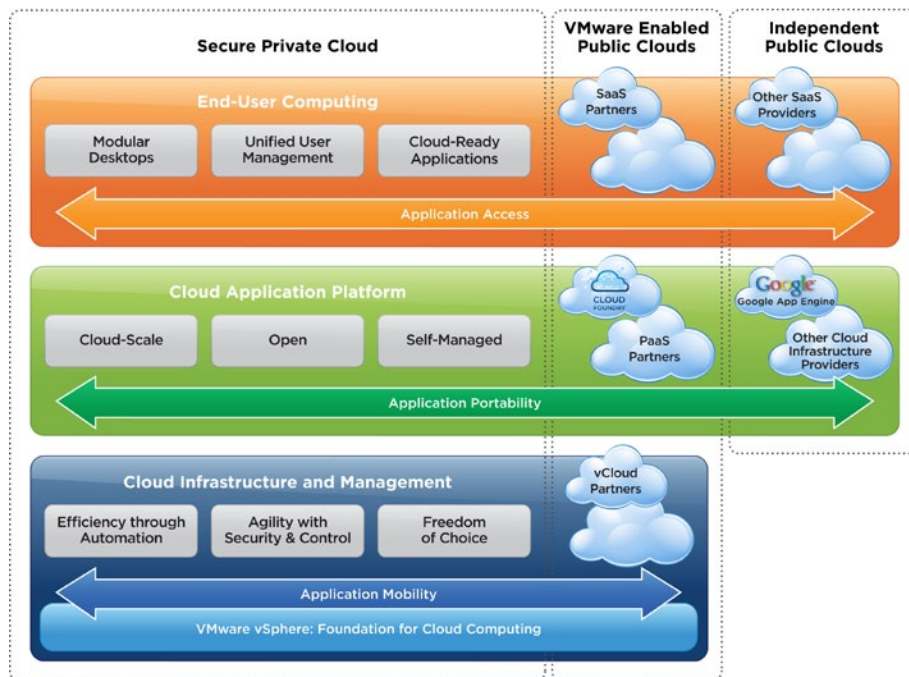 Secure Private Cloud
VMware Enabled
Public Clouds
Independent
Public Clouds
End-User Computing
Modular
Desktops
Unified User
Management
Cloud-Ready
Applications
SaaS
Partners
Other SaaS
Providers
Application Access
Cloud Application Platform
Cloud-Scale
Open
Self-Managed
CLOUD
FOUNDRY
PaaS
Partners
Google
Google App Engine
Other Cloud
Infrastructure
Providers
Application Portability
Cloud Infrastructure and Management
Efficiency through
Automation
Agility with
Security & Control
Freedom
of Choice
vCloud
Partners
Application Mobility
VMware vSphere: Foundation for Cloud Computing